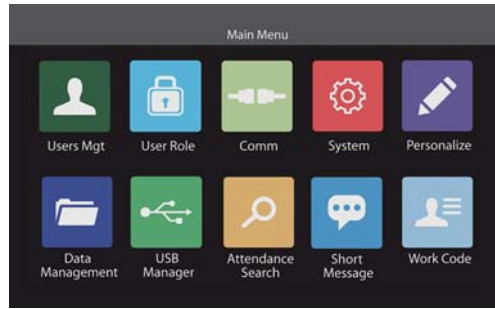 Main Menu
Users Mgt
User Role
Comm
System
Personalize
Data
Management
USB
Manager
Attendance
Search
Short
Message
Work Code